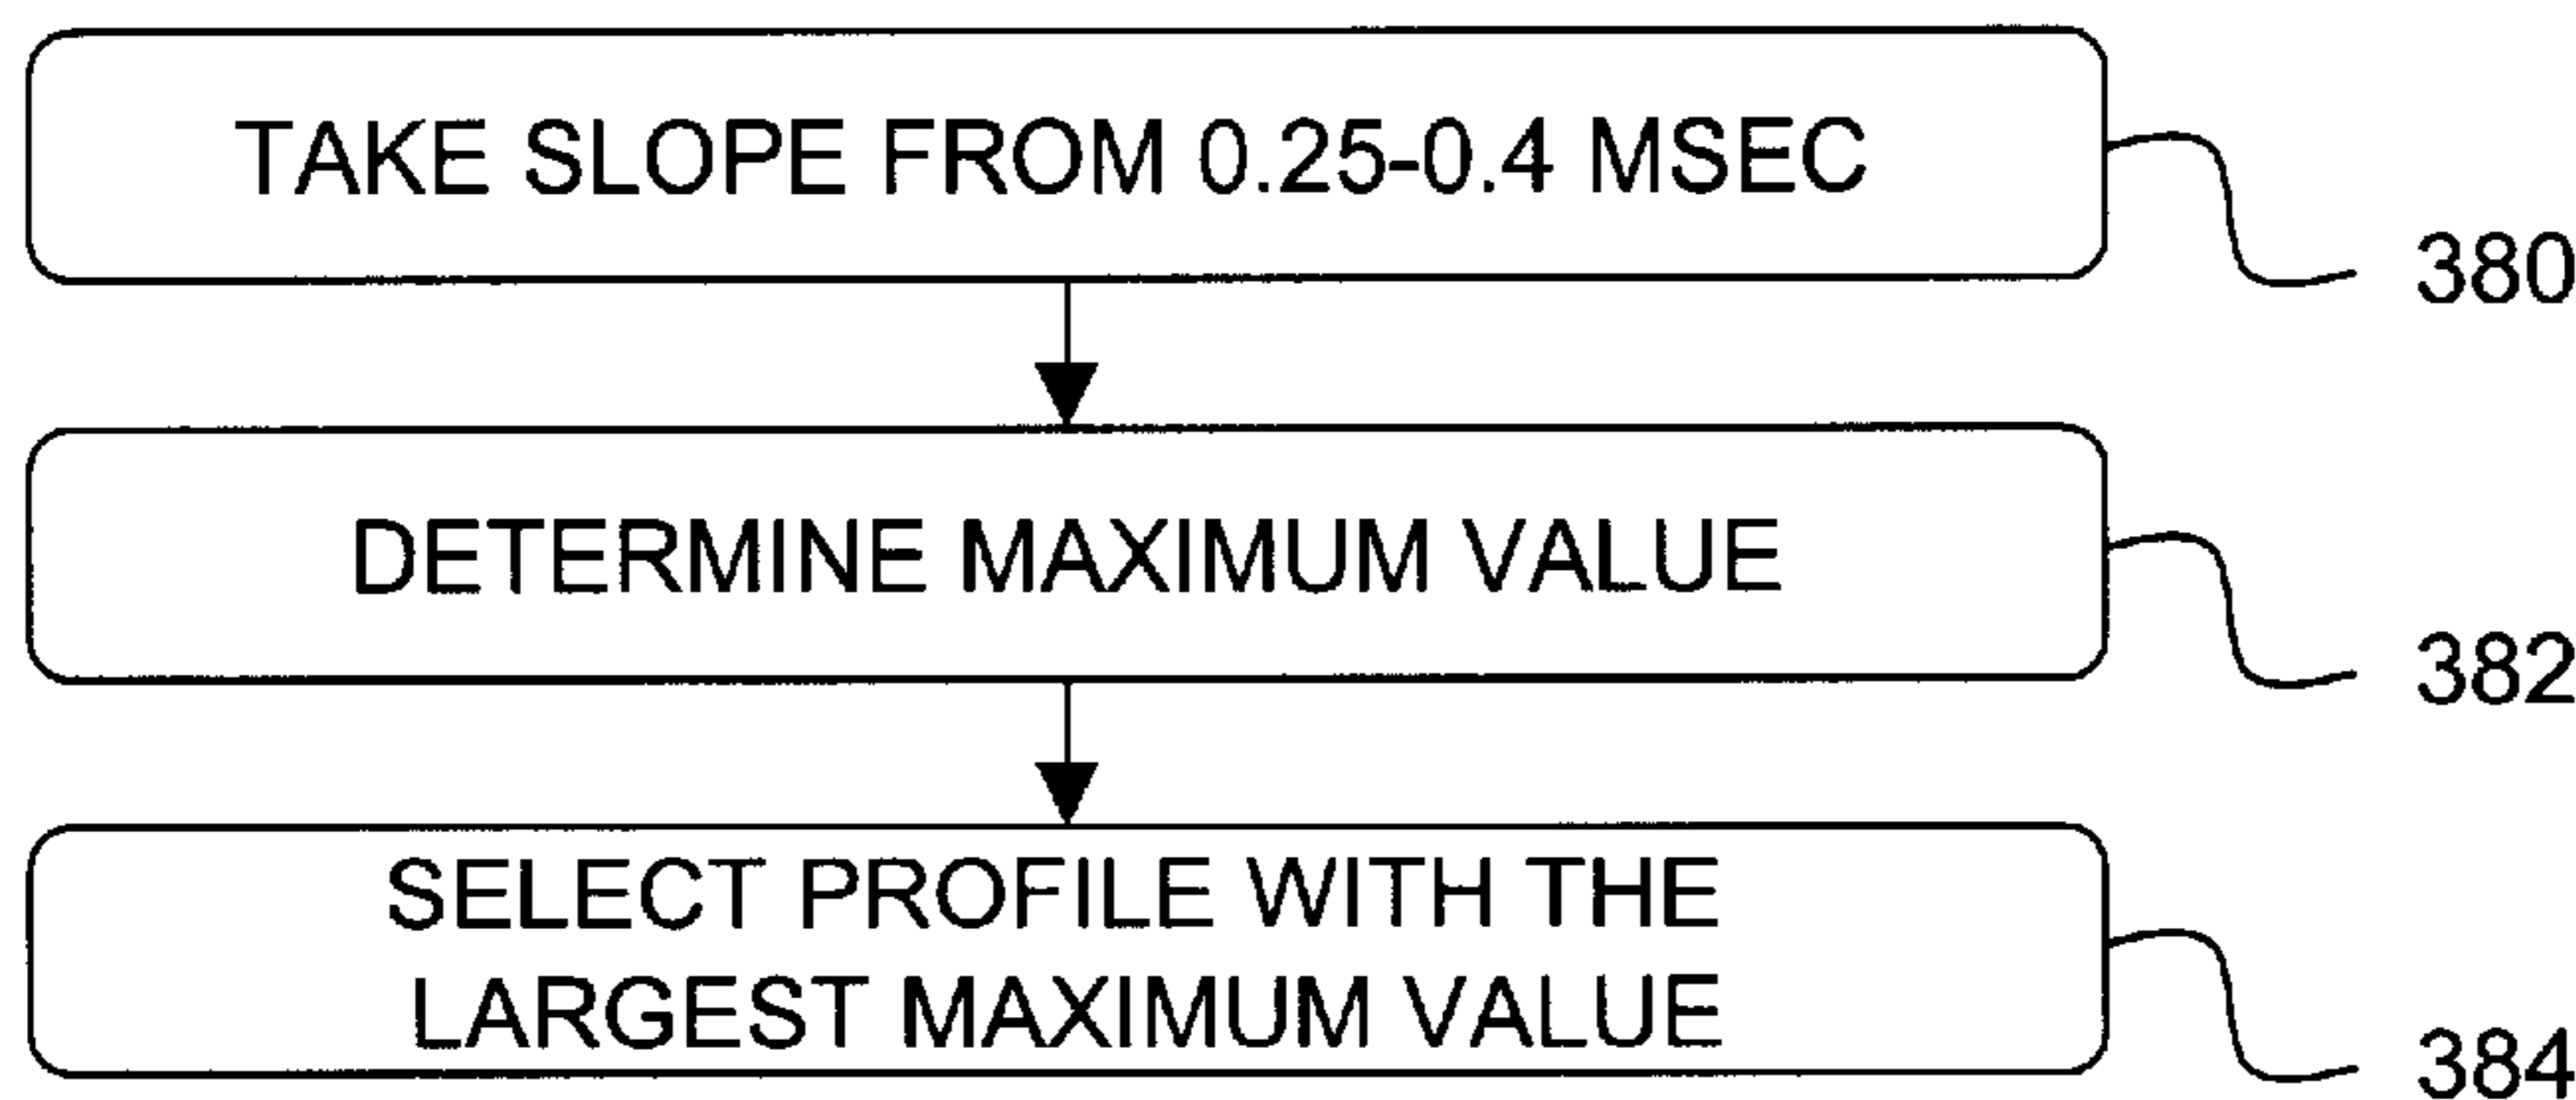 TAKE SLOPE FROM 0.25-0.4 MSEC
380
DETERMINE MAXIMUM VALUE
382
SELECT PROFILE WITH THE
LARGEST MAXIMUM VALUE
384